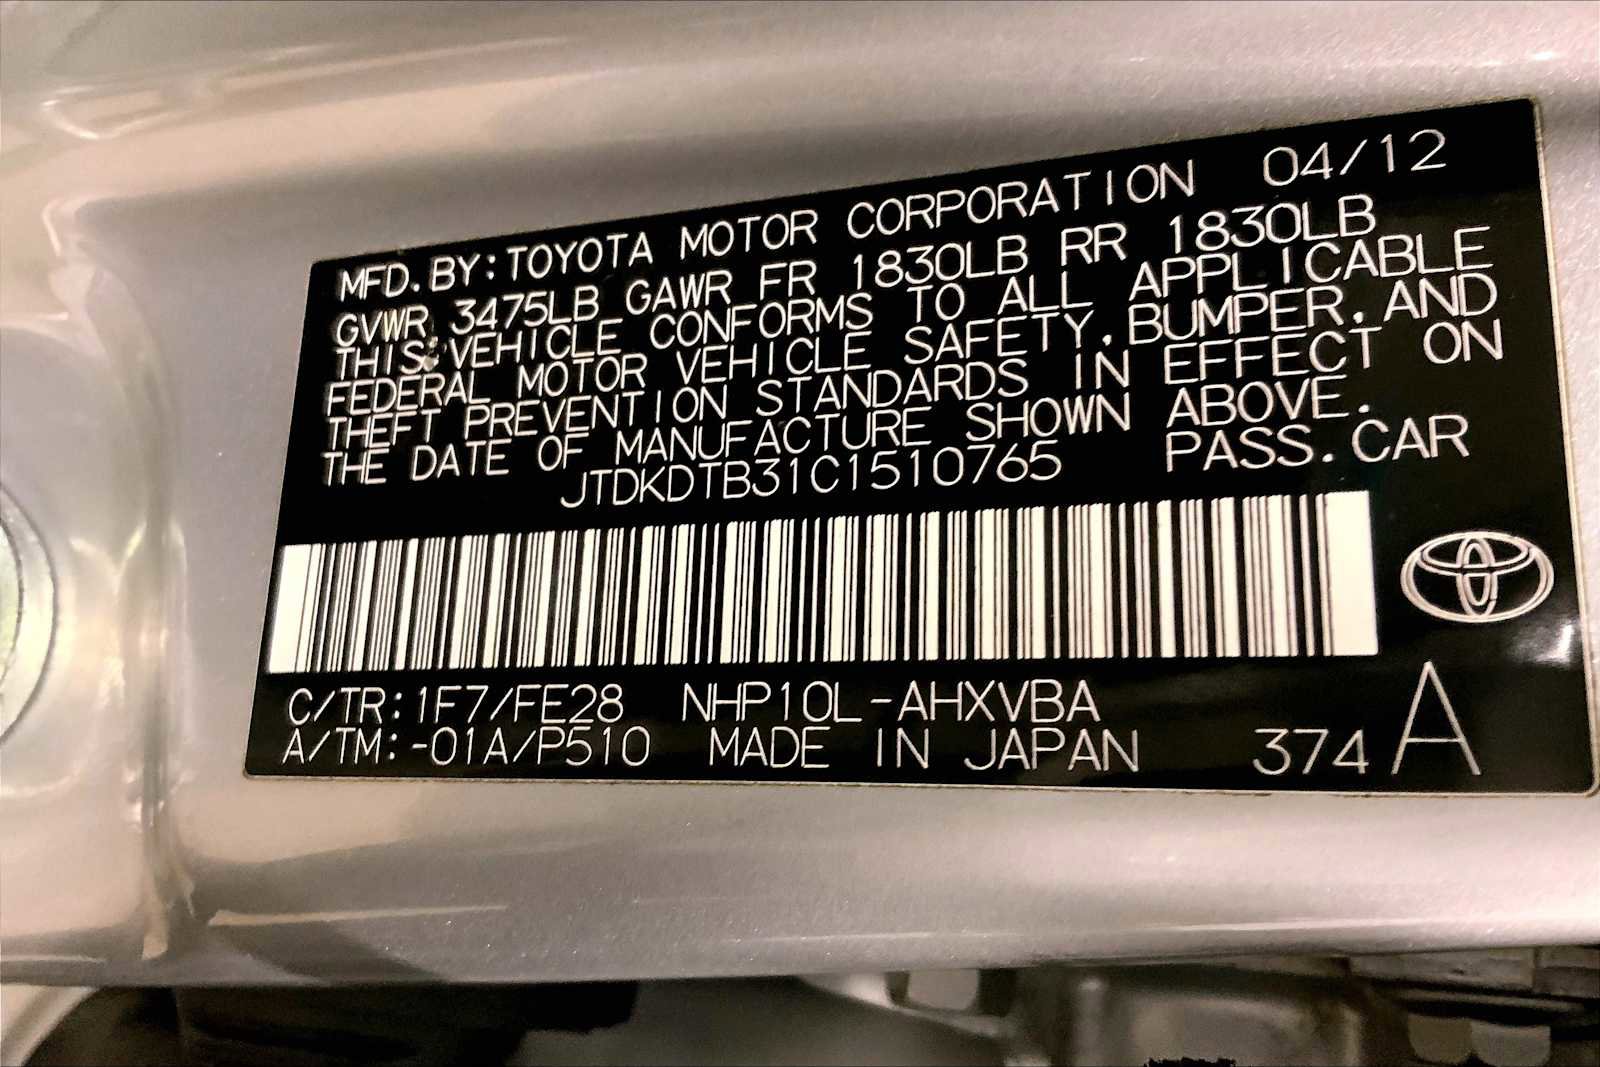 MFD. BY: TOYOTA MOTOR CORPORATION 04/12
GVWR 3475LB GAWR FR 1830LB RR 1830LB
THIS VEHICLE CONFORMS TO ALL APPLICABLE
FEDERAL MOTOR VEHICLE SAFETY, BUMPER, AND
THEFT PREVENTION STANDARDS IN EFFECT ON
THE DATE OF MANUFACTURE SHOWN ABOVE.
JTDKDTB31C1510765 PASS. CAR
C/TR: 1F7/FE28 NHP10L-AHXVBA
A/TM: -01A/P510 MADE IN JAPAN 374 A